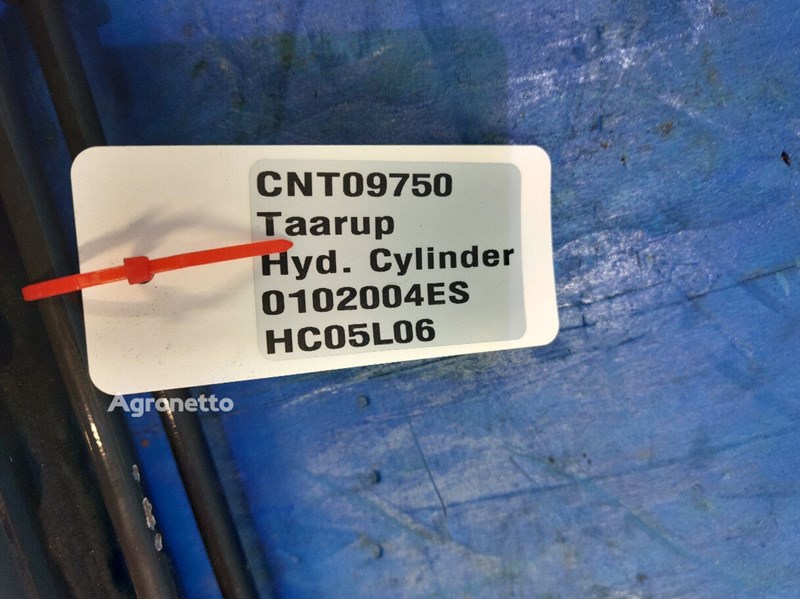 CNT09750
Taarup
Hyd. Cylinder
0102004ES
HC05L06
Agronetto